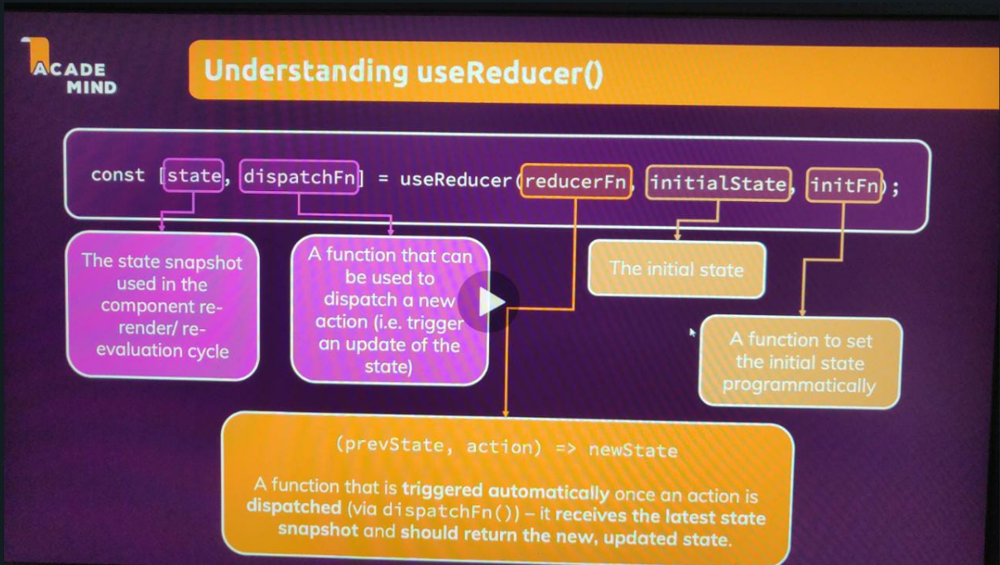 ACADE
MIND
Understanding useReducer()
const [state, dispatchFn] = useReducer(reducerFn, initialState, initFn);
The state snapshot
used in the
component re-
render/ re-
evaluation cycle
A function that can
be used to
dispatch a new
action (i.e. trigger
an update of the
state)
The initial state
A function to set
the initial state
programmatically
(prevState, action) => newState
A function that is triggered automatically once an action is
dispatched (via dispatchFn()) – it receives the latest state
snapshot and should return the new, updated state.